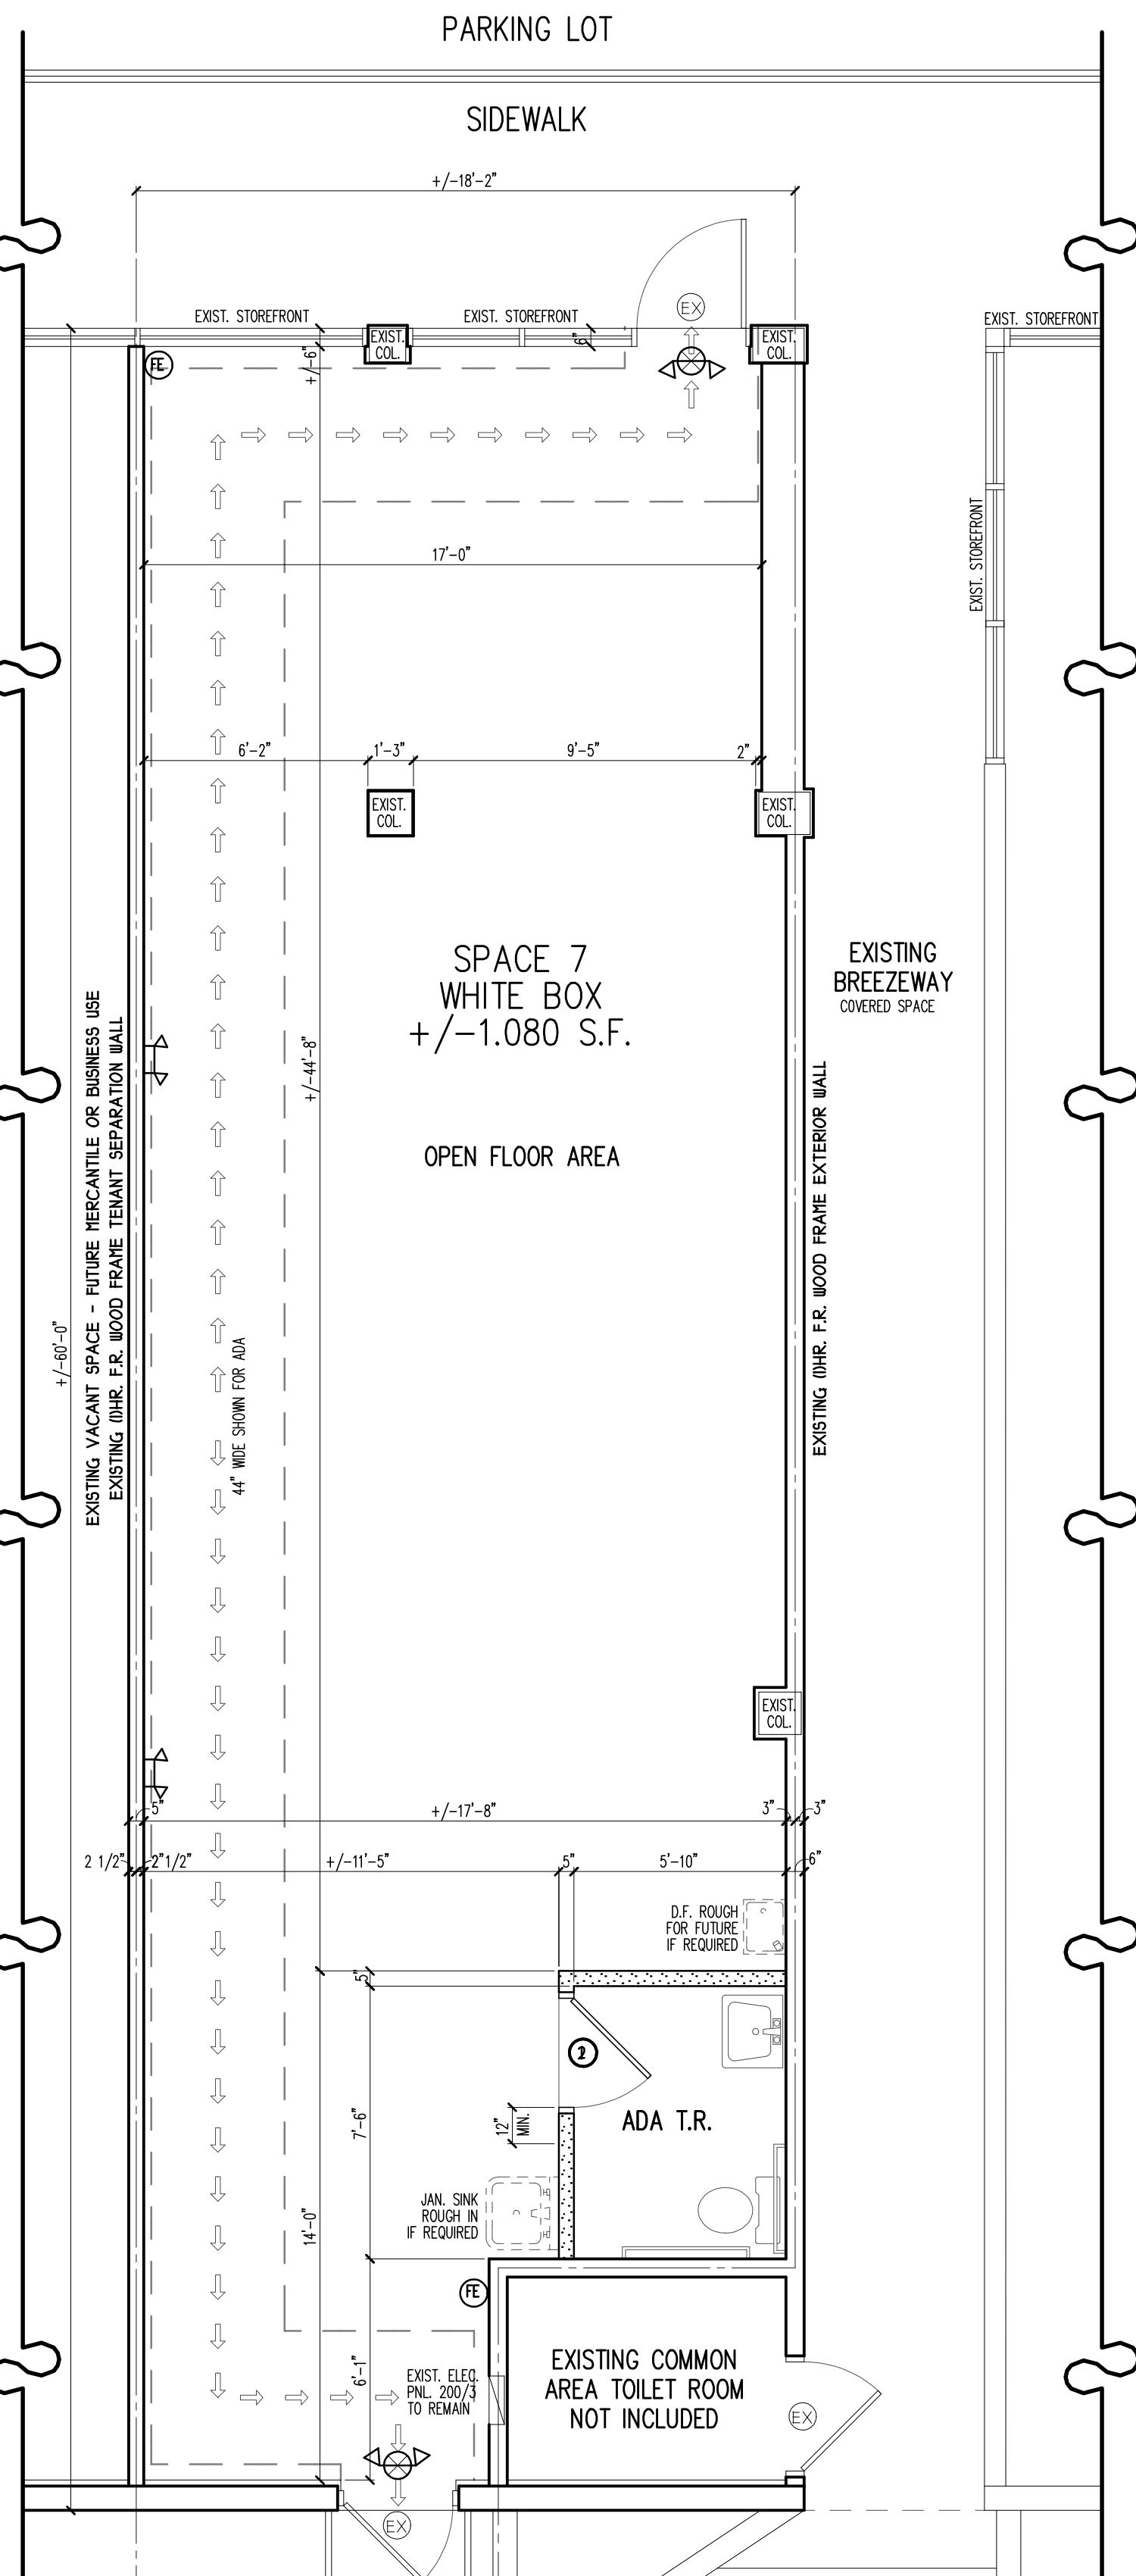 PARKING LOT
SIDEWALK
+/-18'-2"
EX
EXIST. STOREFRONT
EXIST. STOREFRONT
EXIST. STOREFRONT
EXIST.
COL.
6"
EXIST.
COL.
FE
+/-6"
EXIST. STOREFRONT
17'-0"
6'-2"
1'-3"
9'-5"
2"
EXIST.
COL.
EXIST.
COL.
SPACE 7
WHITE BOX
+/-1.080 S.F.
EXISTING
BREEZEWAY
COVERED SPACE
+/-44'-8"
OPEN FLOOR AREA
EXISTING VACANT SPACE - FUTURE MERCANTILE OR BUSINESS USE
EXISTING (1)HR. F.R. WOOD FRAME TENANT SEPARATION WALL
EXISTING (1)HR. F.R. WOOD FRAME EXTERIOR WALL
+/-60'-0"
44" WIDE SHOWN FOR ADA
EXIST.
COL.
5"
+/-17'-8"
3"
3"
2 1/2"
2"1/2"
+/-11'-5"
5"
5'-10"
6"
D.F. ROUGH
FOR FUTURE
IF REQUIRED
5"
7'-6"
12"
MIN.
ADA T.R.
JAN. SINK
ROUGH IN
IF REQUIRED
14'-0"
FE
6'-1"
EXIST. ELEC.
PNL. 200/3
TO REMAIN
EXISTING COMMON
AREA TOILET ROOM
NOT INCLUDED
EX
EX